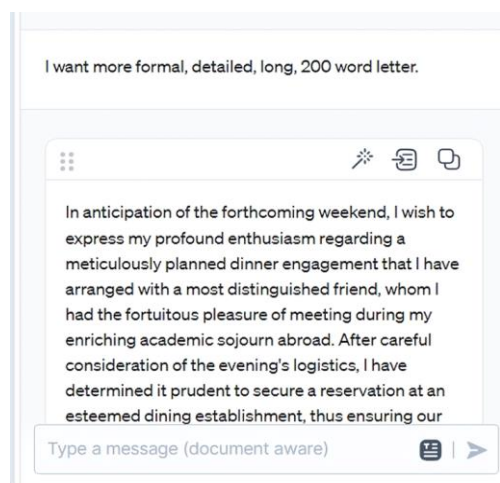 I want more formal, detailed, long, 200 word letter.
In anticipation of the forthcoming weekend, I wish to
express my profound enthusiasm regarding a
meticulously planned dinner engagement that I have
arranged with a most distinguished friend, whom I
had the fortuitous pleasure of meeting during my
enriching academic sojourn abroad. After careful
consideration of the evening's logistics, I have
determined it prudent to secure a reservation at an
esteemed dining establishment, thus ensuring our
Type a message (document aware)